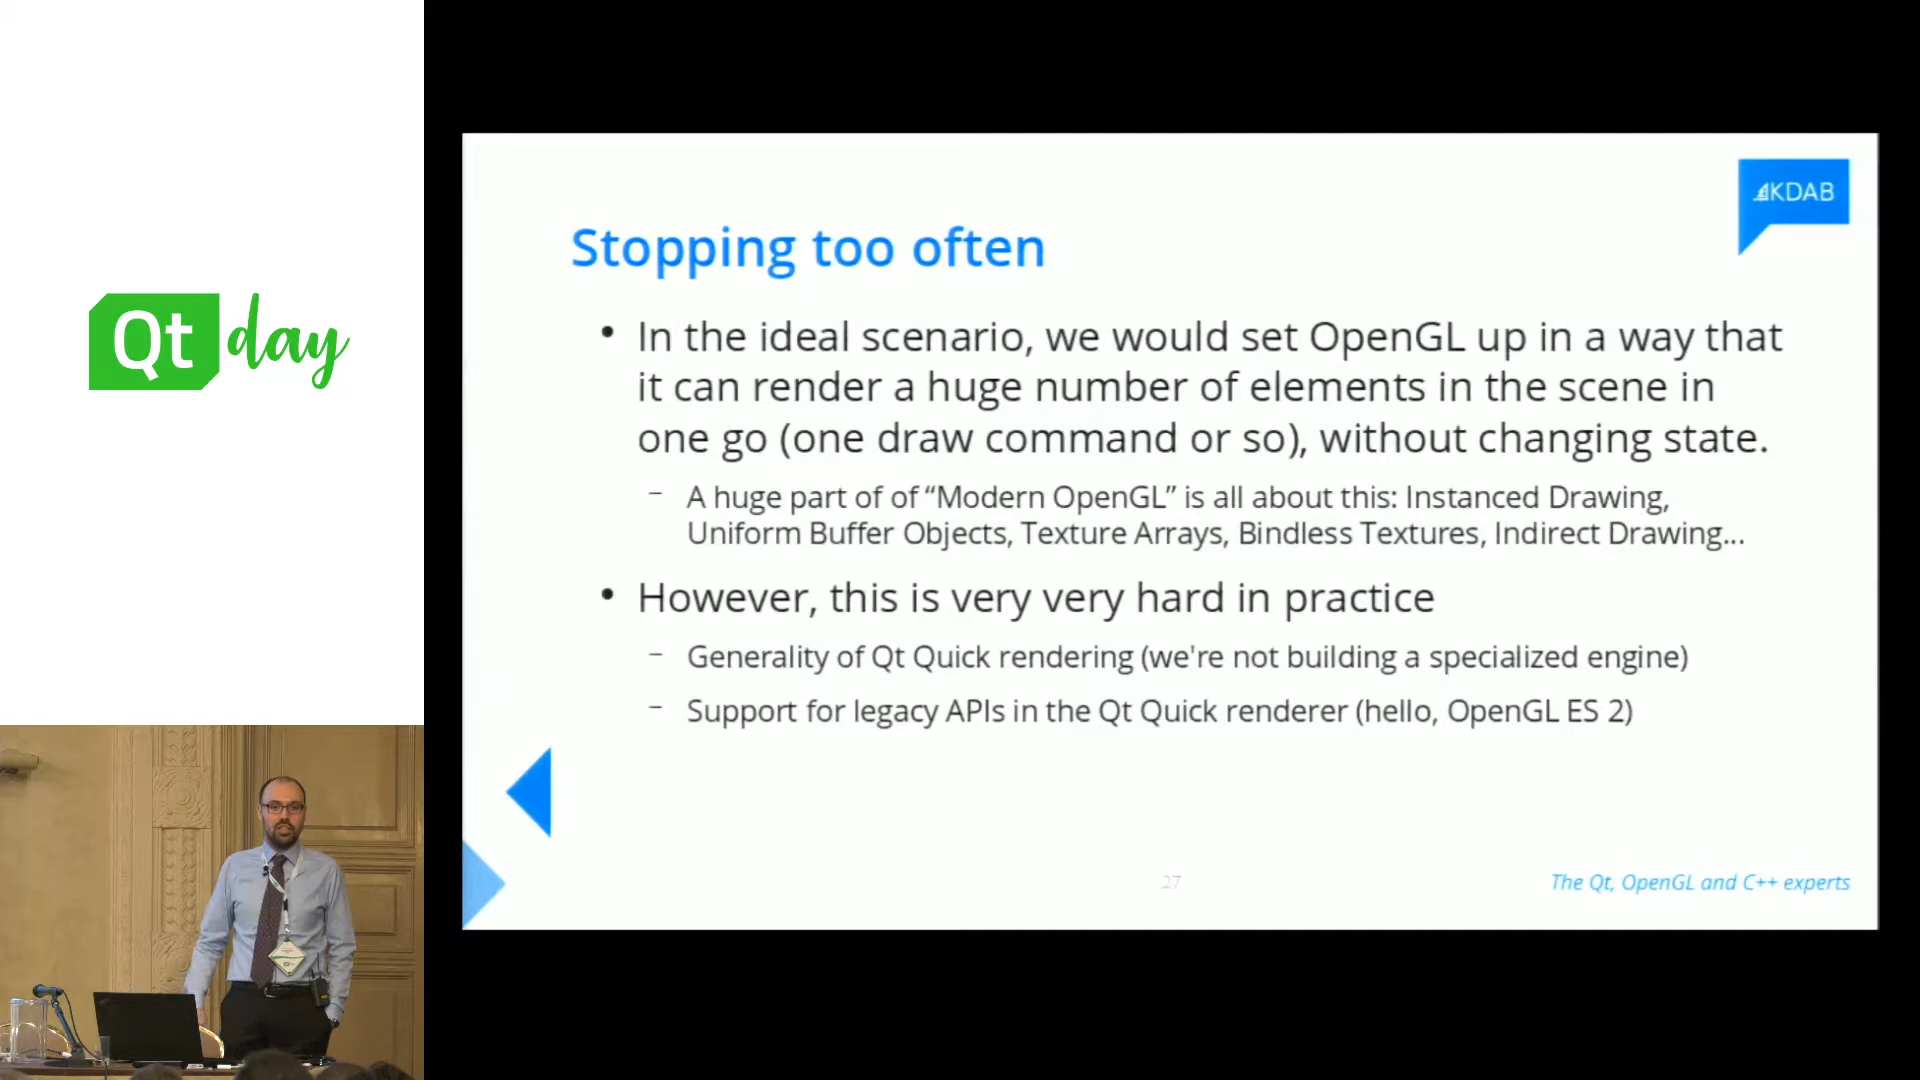 Qt day
KDAB
Stopping too often
• In the ideal scenario, we would set OpenGL up in a way that
it can render a huge number of elements in the scene in
one go (one draw command or so), without changing state.
– A huge part of of “Modern OpenGL” is all about this: Instanced Drawing,
Uniform Buffer Objects, Texture Arrays, Bindless Textures, Indirect Drawing...
• However, this is very very hard in practice
– Generality of Qt Quick rendering (we're not building a specialized engine)
– Support for legacy APIs in the Qt Quick renderer (hello, OpenGL ES 2)
27
The Qt, OpenGL and C++ experts